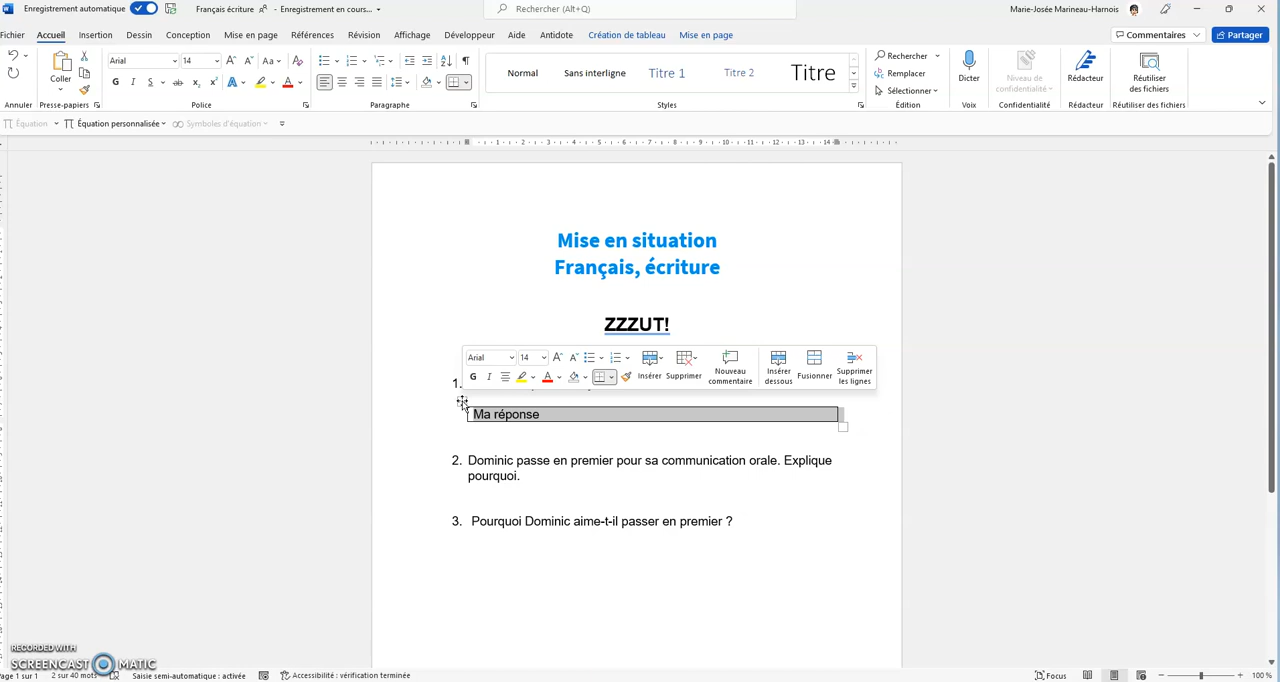 Enregistrement automatique Français écriture - Enregistrement en cours... Rechercher (Alt+Q) Marie-Josée Marineau-Harnois
Fichier Accueil Insertion Dessin Conception Mise en page Références Révision Affichage Développeur Aide Antidote Création de tableau Mise en page Commentaires Partager
Arial 14 Aa
Coller
G I S ab x₂ x² A A
Normal Sans interligne Titre 1 Titre 2 Titre
Rechercher
Remplacer
Sélectionner
Dicter
Niveau de confidentialité
Rédacteur
Réutiliser des fichiers
Annuler Presse-papiers Police Paragraphe Styles Édition Voix Confidentialité Rédacteur Réutiliser des fichiers
Équation Équation personnalisée Symboles d'équation
Mise en situation
Français, écriture
ZZZUT!
Arial 14
G I A Insérer Supprimer Nouveau commentaire Insérer dessous Fusionner Supprimer les lignes
1.
Ma réponse
2. Dominic passe en premier pour sa communication orale. Explique
pourquoi.
3. Pourquoi Dominic aime-t-il passer en premier ?
RECORDED WITH
SCREENCAST MATIC
Page 1 sur 1 2 sur 40 mots Saisie semi-automatique : activée Accessibilité : vérification terminée Focus 100 %